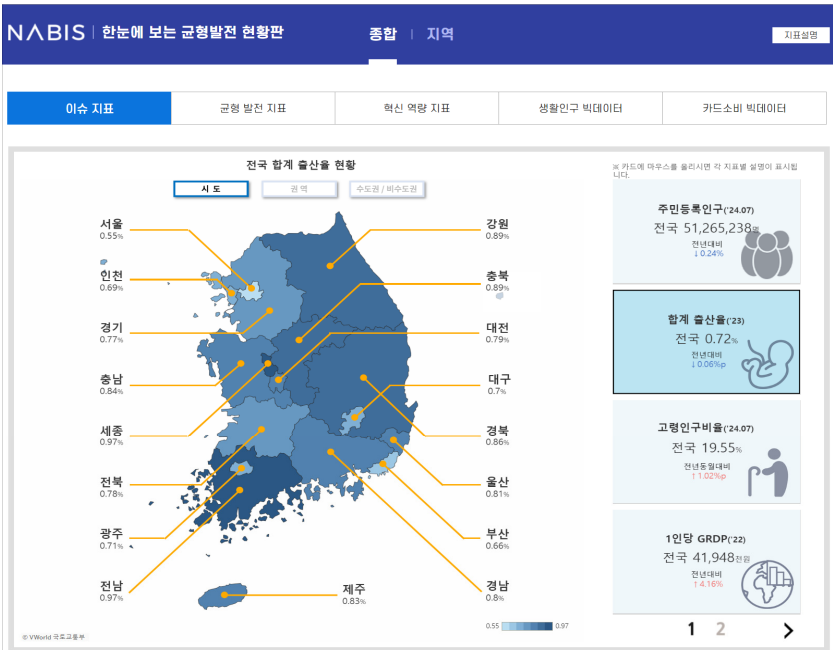 NABIS 한눈에 보는 균형발전 현황판
종합 | 지역
지표설명
이슈 지표
균형 발전 지표
혁신 역량 지표
생활인구 빅데이터
카드소비 빅데이터
전국 합계 출산율 현황
시 도
권 역
수도권 / 비수도권
서울
0.55%
인천
0.69%
경기
0.77%
충남
0.84%
세종
0.97%
전북
0.78%
광주
0.71%
전남
0.97%
강원
0.89%
충북
0.89%
대전
0.79%
대구
0.7%
경북
0.86%
울산
0.81%
부산
0.66%
경남
0.8%
제주
0.83%
0.55
0.97
© VWorld 국토교통부
※ 카드에 마우스를 올리시면 각 지표별 설명이 표시됩
니다.
주민등록인구('24.07)
전국 51,265,238명
전년대비
↓0.24%
합계 출산율('23)
전국 0.72%
전년대비
↓0.06%p
고령인구비율('24.07)
전국 19.55%
전년동월대비
↑1.02%p
1인당 GRDP('22)
전국 41,948천원
전년대비
↑4.16%
1 2